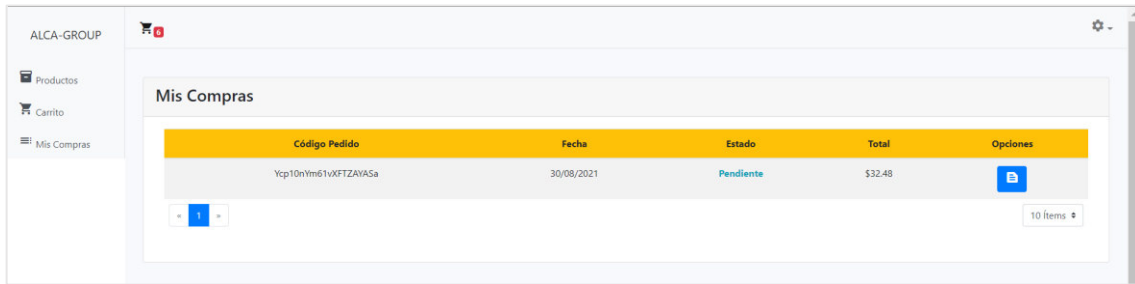 ALCA-GROUP
6
Productos
Carrito
Mis Compras
Mis Compras
Código Pedido Fecha Estado Total Opciones
Ycp10nYm61vXFTZAYASa 30/08/2021 Pendiente $32.48
« 1 »
10 Ítems